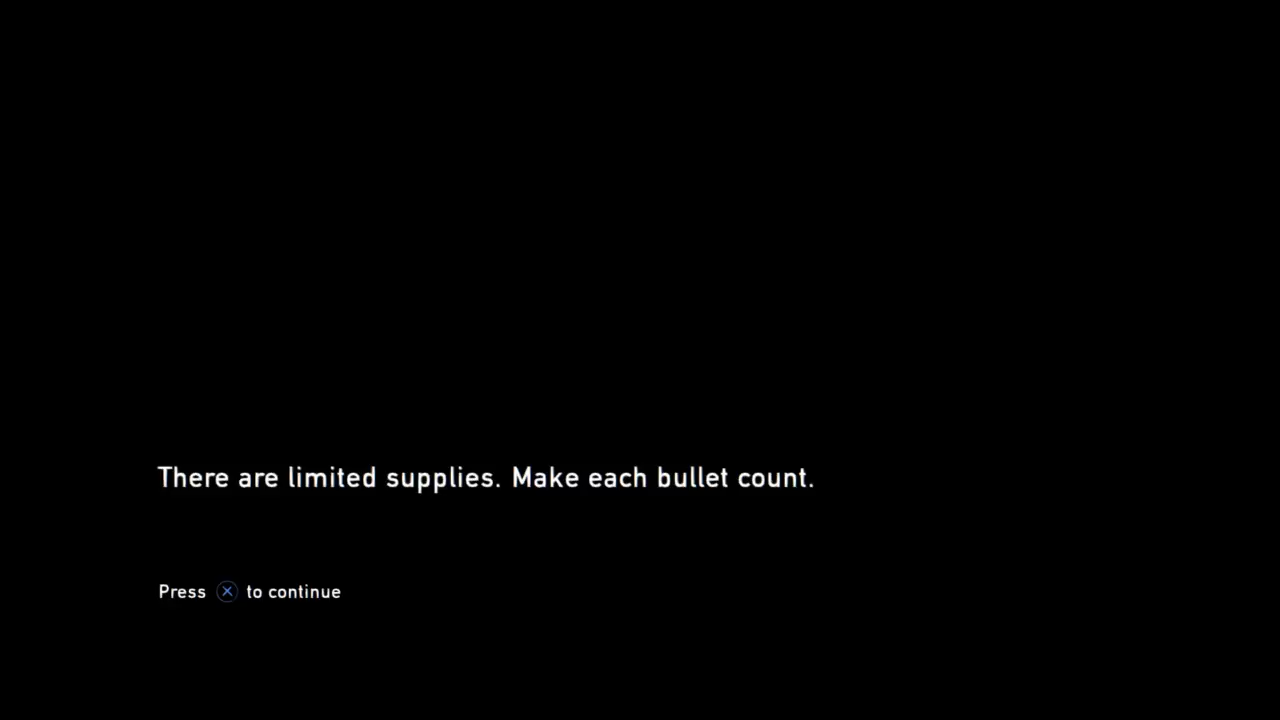 There are limited supplies. Make each bullet count.
Press ⓧ to continue